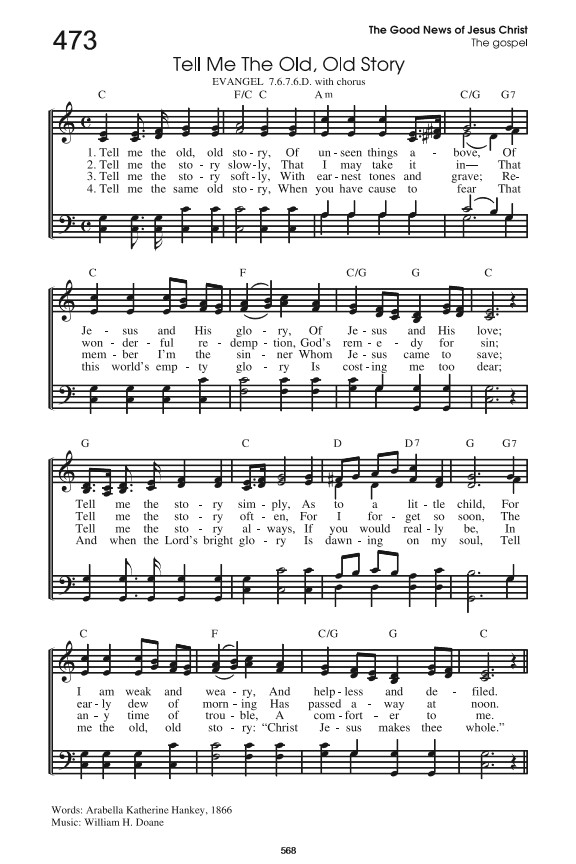 473
The Good News of Jesus Christ
The gospel
Tell Me The Old, Old Story
EVANGEL 7.6.7.6.D. with chorus
C F/C C Am C/G G7
1. Tell me the old, old sto - ry, Of un - seen things a - bove, Of
2. Tell me the sto - ry slow - ly, That I may take it in— That
3. Tell me the sto - ry soft - ly, With ear - nest tones and grave; Re-
4. Tell me the same old sto - ry, When you have cause to fear That
C F C/G G C
Je - sus and His glo - ry, Of Je - sus and His love;
won - der - ful re - demp - tion, God's rem - e - dy for sin;
mem - ber I'm the sin - ner Whom Je - sus came to save;
this world's emp - ty glo - ry Is cost - ing me too dear;
G C D D7 G G7
Tell me the sto - ry sim - ply, As to a lit - tle child, For
Tell me the sto - ry oft - en, For I for - get so soon, The
Tell me the sto - ry al - ways, If you would real - ly be, In
And when the Lord's bright glo - ry Is dawn - ing on my soul, Tell
C F C/G G C
I am weak and wea - ry, And help - less and de - filed.
ear - ly dew of morn - ing Has passed a - way at noon.
an - y time of trou - ble, A com - fort - er to me.
me the old, old sto - ry: “Christ Je - sus makes thee whole.”
Words: Arabella Katherine Hankey, 1866
Music: William H. Doane
568